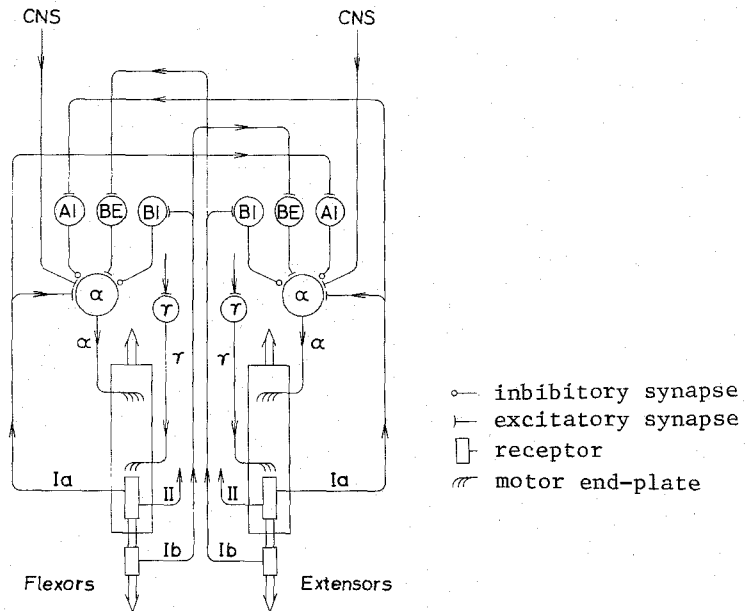 CNS CNS
AI BE BI BI BE AI
α α
γ γ
α γ γ α
Ia II II Ia
Ib Ib
Flexors Extensors
inbibitory synapse
excitatory synapse
receptor
motor end-plate